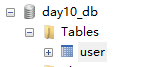 day10_db
Tables
user